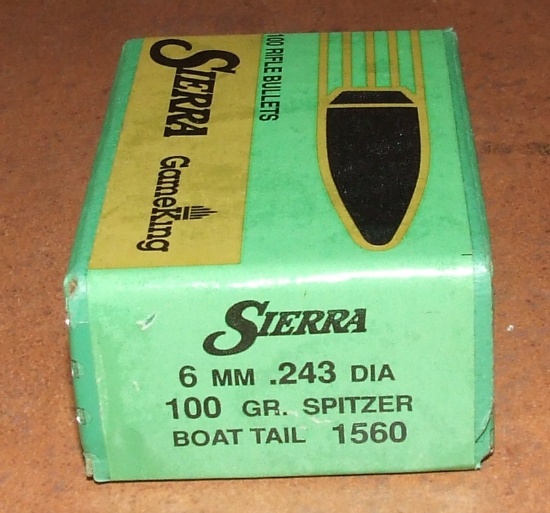 100 RIFLE BULLETS
SIERRA
GameKing
SIERRA
6 MM .243 DIA
100 GR. SPITZER
BOAT TAIL 1560